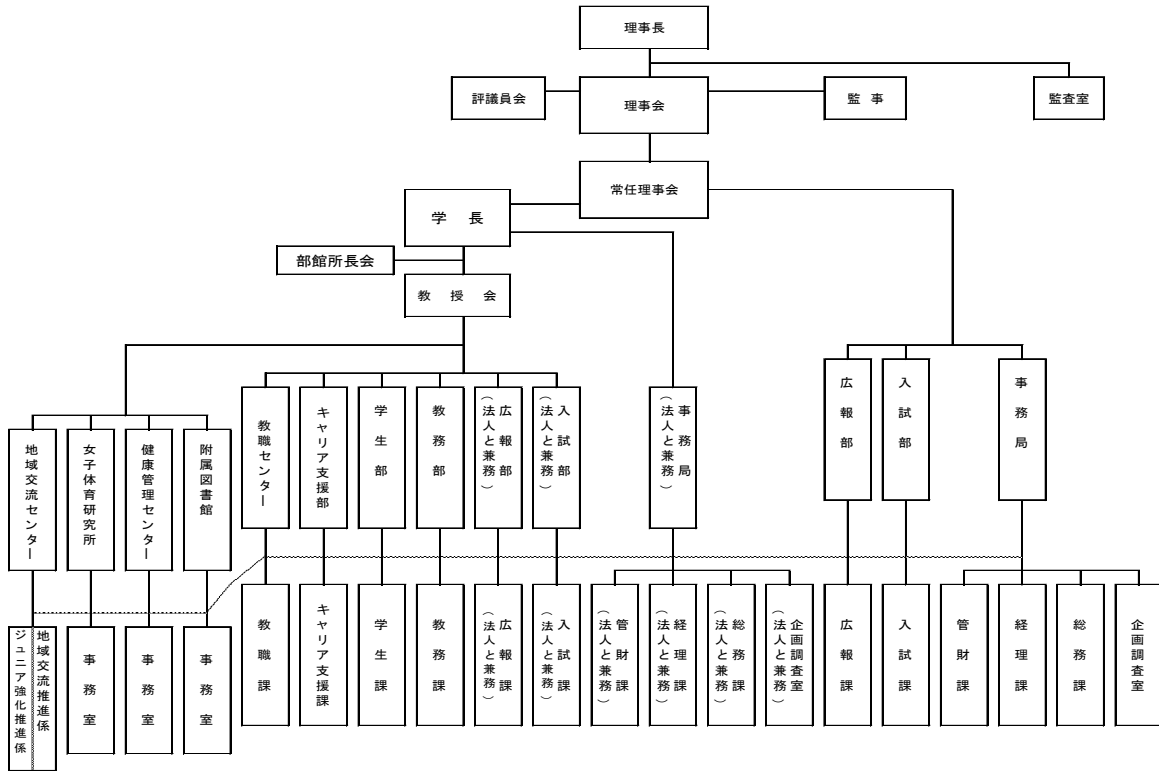 理事長
評議員会
理事会
監 事
監査室
常任理事会
学 長
部館所長会
教 授 会
地域交流センター
女子体育研究所
健康管理センター
附属図書館
教職センター
キャリア支援部
学生部
教務部
広報部
(法人と兼務)
入試部
(法人と兼務)
事務局
(法人と兼務)
広報部
入試部
事務局
地域交流推進係
ジュニア強化推進係
事務室
事務室
事務室
教職課
キャリア支援課
学生課
教務課
広報課
(法人と兼務)
入試課
(法人と兼務)
管財課
(法人と兼務)
経理課
(法人と兼務)
総務課
(法人と兼務)
企画調査室
(法人と兼務)
広報課
入試課
管財課
経理課
総務課
企画調査室